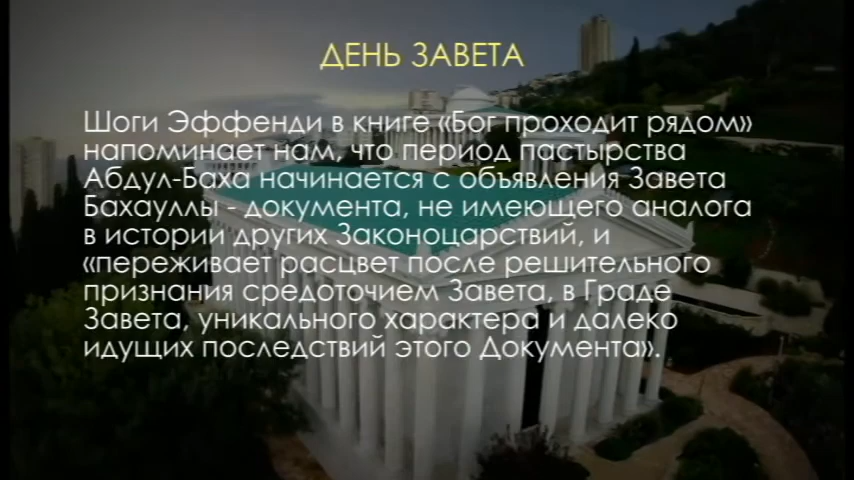 ДЕНЬ ЗАВЕТА
Шоги Эффенди в книге «Бог проходит рядом»
напоминает нам, что период пастырства
Абдул-Баха начинается с объявления Завета
Бахауллы - документа, не имеющего аналога
в истории других Законоцарствий, и
«переживает расцвет после решительного
признания средоточием Завета, в Граде
Завета, уникального характера и далеко
идущих последствий этого Документа».